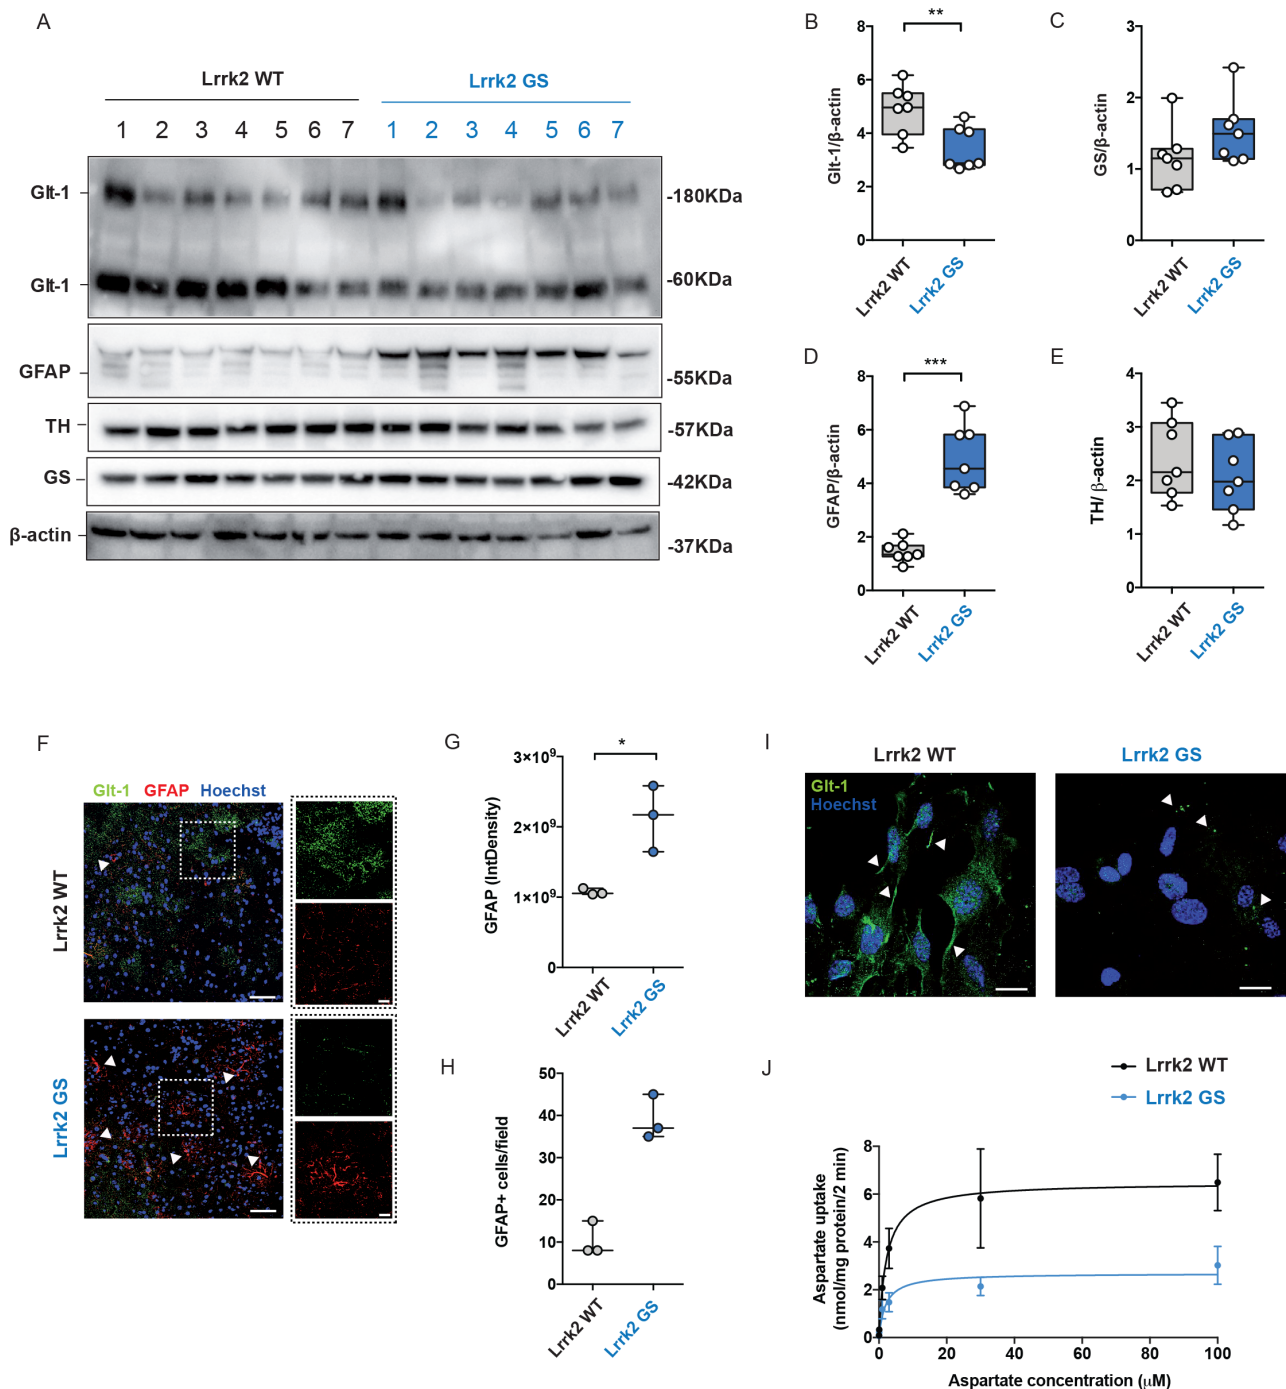 A
Lrrk2 WT
Lrrk2 GS
1 2 3 4 5 6 7 1 2 3 4 5 6 7
Glt-1
-180KDa
Glt-1
-60KDa
GFAP
-55KDa
TH
-57KDa
GS
-42KDa
β-actin
-37KDa
B
**
Glt-1/β-actin
8
6
4
2
0
Lrrk2 WT
Lrrk2 GS
C
GS/β-actin
3
2
1
0
Lrrk2 WT
Lrrk2 GS
D
***
GFAP/β-actin
8
6
4
2
0
Lrrk2 WT
Lrrk2 GS
E
TH/ β-actin
4
3
2
1
0
Lrrk2 WT
Lrrk2 GS
F
Glt-1 GFAP Hoechst
Lrrk2 WT
Lrrk2 GS
G
*
GFAP (IntDensity)
3×10⁹
2×10⁹
1×10⁹
0
Lrrk2 WT
Lrrk2 GS
H
GFAP+ cells/field
50
40
30
20
10
0
Lrrk2 WT
Lrrk2 GS
I
Lrrk2 WT
Lrrk2 GS
Glt-1
Hoechst
J
Lrrk2 WT
Lrrk2 GS
Aspartate uptake
(nmol/mg protein/2 min)
8
6
4
2
0
0 20 40 60 80 100
Aspartate concentration (μM)